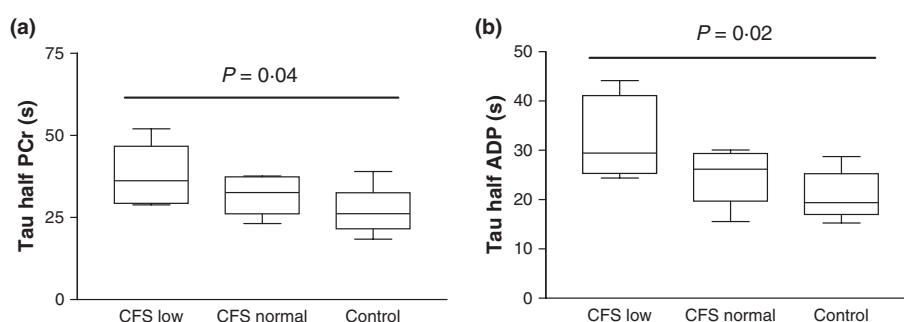 (a)
75
50
25
0
Tau half PCr (s)
P = 0·04
CFS low CFS normal Control
(b)
50
40
30
20
10
0
Tau half ADP (s)
P = 0·02
CFS low CFS normal Control